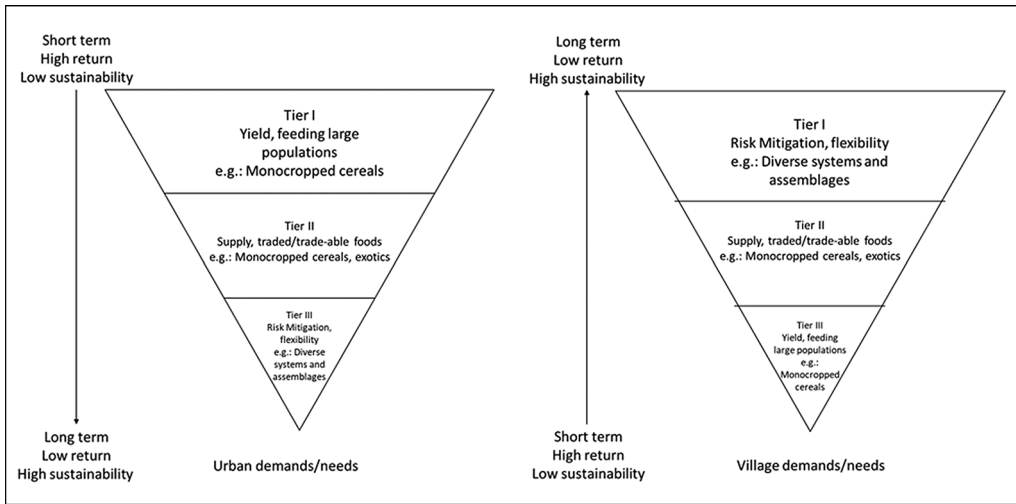 Short term
High return
Low sustainability
Tier I
Yield, feeding large
populations
e.g.: Monocropped cereals
Tier II
Supply, traded/trade-able foods
e.g.: Monocropped cereals, exotics
Tier III
Risk Mitigation,
flexibility
e.g.: Diverse
systems and
assemblages
Long term
Low return
High sustainability
Urban demands/needs
Long term
Low return
High sustainability
Tier I
Risk Mitigation, flexibility
e.g.: Diverse systems and
assemblages
Tier II
Supply, traded/trade-able foods
e.g.: Monocropped cereals, exotics
Tier III
Yield, feeding
large populations
e.g.:
Monocropped
cereals
Short term
High return
Low sustainability
Village demands/needs